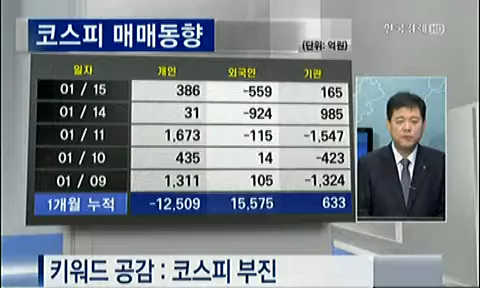 코스피 매매동향
한국경제 HD
(단위: 억원)
일자 개인 외국인 기관
01 / 15 386 -559 165
01 / 14 31 -924 985
01 / 11 1,673 -115 -1,547
01 / 10 435 14 -423
01 / 09 1,311 105 -1,324
1개월 누적 -12,509 15,575 633
키워드 공감 : 코스피 부진